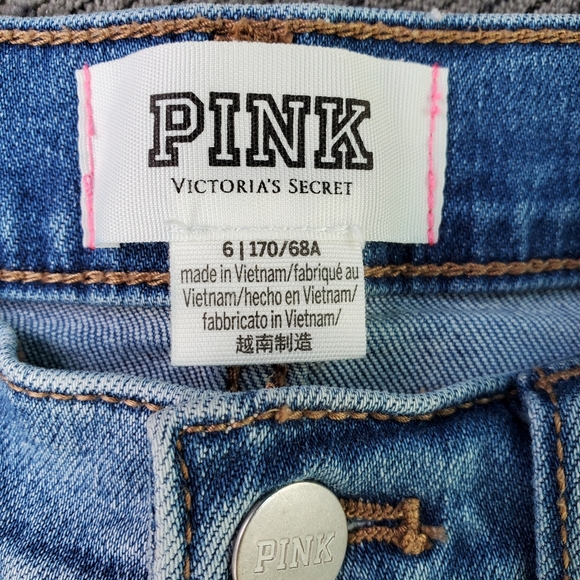 PINK
VICTORIA'S SECRET
6 | 170/68A
made in Vietnam/fabriqué au
Vietnam/hecho en Vietnam/
fabbricato in Vietnam/
越南制造
PINK